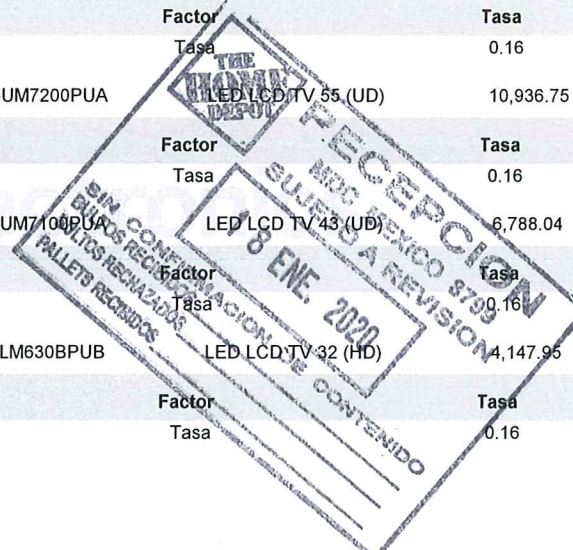 Factor Tasa
Tasa 0.16
UM7200PUA LED LCD TV 55 (UD) 10,936.75
Factor Tasa
Tasa 0.16
UM7100PUA LED LCD TV 43 (UD) 6,788.04
Factor Tasa
Tasa 0.16
LM630BPUB LED LCD TV 32 (HD) 4,147.95
Factor Tasa
Tasa 0.16
THE
HOME
DEPOT
RECEPCION
MDC MEXICO 8799
SUJETO A REVISION
18 ENE. 2020
SIN CONFIRMACION DE CONTENIDO
BULTOS RECIBIDOS
BULTOS RECHAZADOS
PALLETS RECIBIDOS